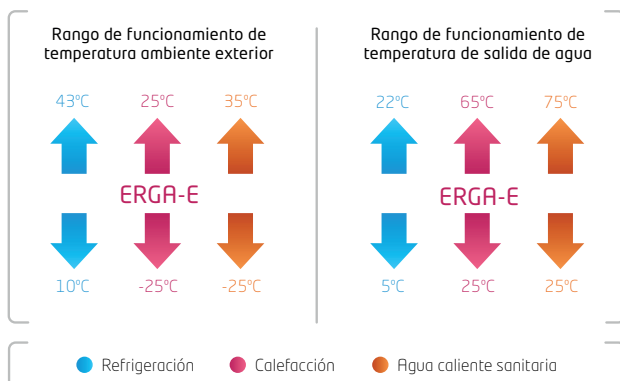 Rango de funcionamiento de
temperatura ambiente exterior
43ºC 25ºC 35ºC
ERGA-E
10ºC -25ºC -25ºC
Rango de funcionamiento de
temperatura de salida de agua
22ºC 65ºC 75ºC
ERGA-E
5ºC 25ºC 25ºC
Refrigeración Calefacción Agua caliente sanitaria